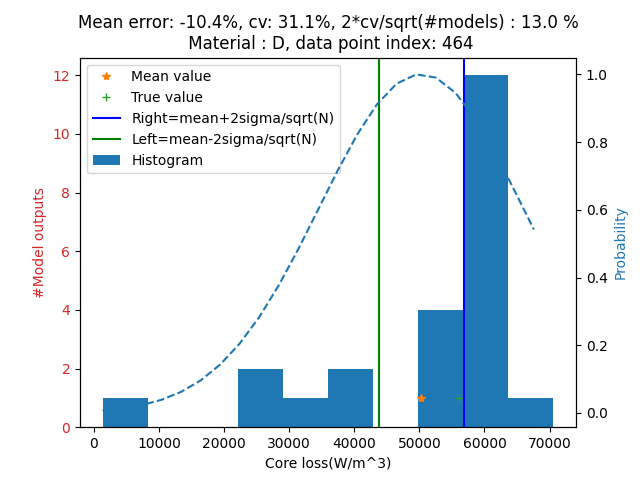 Mean error: -10.4%, cv: 31.1%, 2*cv/sqrt(#models) : 13.0 %
Material : D, data point index: 464
Mean value
True value
Right=mean+2sigma/sqrt(N)
Left=mean-2sigma/sqrt(N)
Histogram
12
10
8
6
4
2
0
#Model outputs
1.0
0.8
0.6
0.4
0.2
0.0
Probability
0 10000 20000 30000 40000 50000 60000 70000
Core loss(W/m^3)